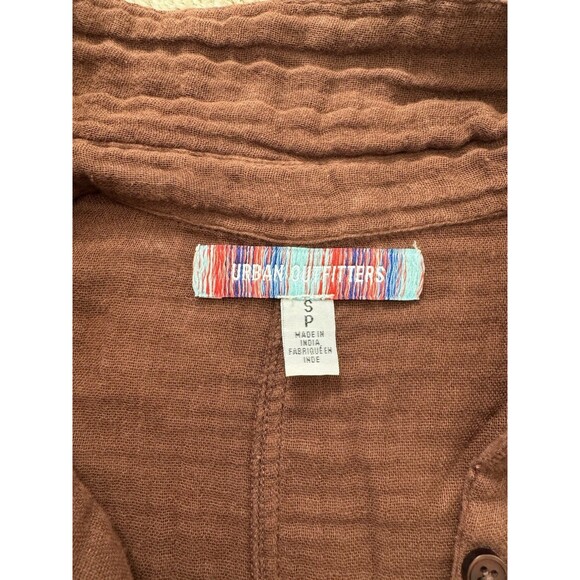 URBAN OUTFITTERS
S
P
MADE IN
INDIA
FABRIQUÉ EN
INDE